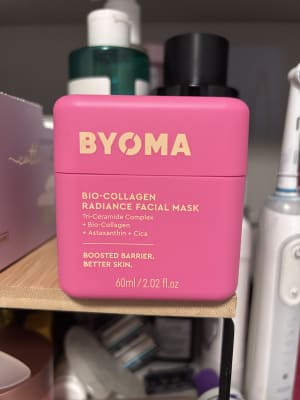 BYOMA
BIO-COLLAGEN
RADIANCE FACIAL MASK
Tri-Ceramide Complex
+ Bio-Collagen
+ Astaxanthin + Cica
BOOSTED BARRIER.
BETTER SKIN.
60ml / 2.02 fl.oz